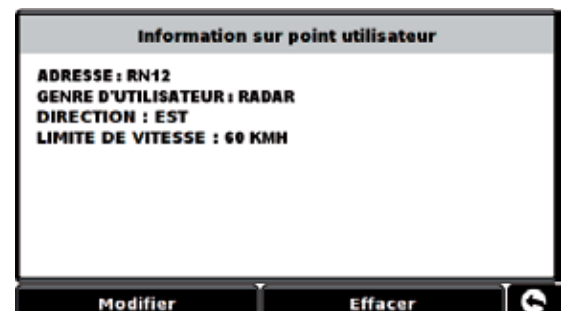 Information sur point utilisateur
ADRESSE : RN12
GENRE D'UTILISATEUR : RADAR
DIRECTION : EST
LIMITE DE VITESSE : 60 KMH
Modifier Effacer